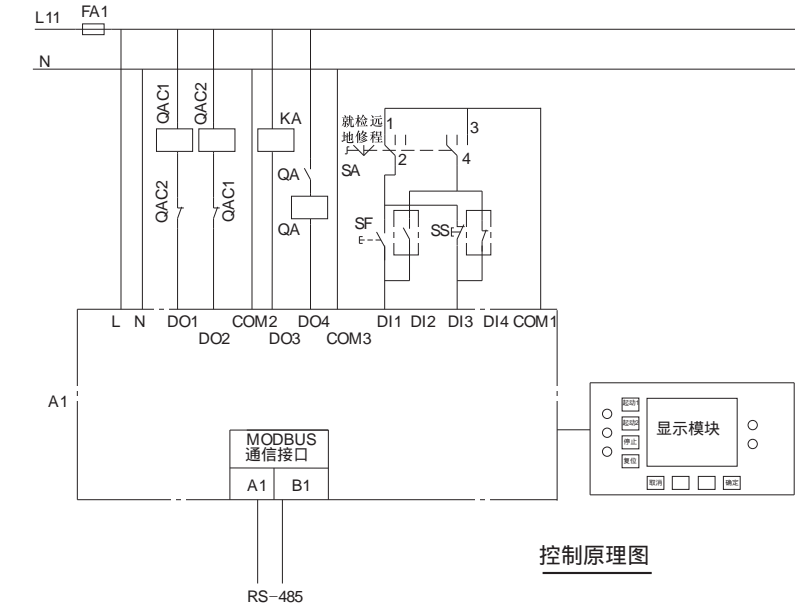 FA1
L11
N
QAC1
QAC2
KA
就检远
地修程
1
3
2
4
SA
QA
QAC2
QAC1
QA
SF
SS
L N DO1 COM2 DO4 DI1 DI2 DI3 DI4 COM1
DO2 DO3 COM3
A1
起动1
起动2
停止
复位
显示模块
取消
确定
MODBUS
通信接口
A1 B1
控制原理图
RS-485